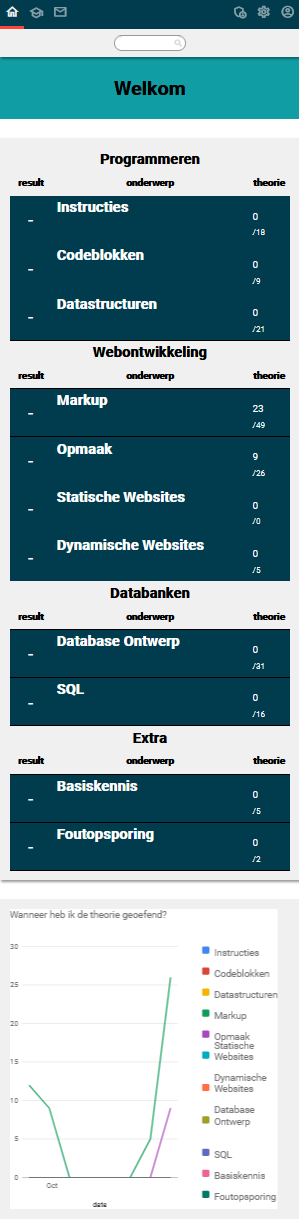 Welkom
Programmeren
result onderwerp theorie
- Instructies 0
/18
- Codeblokken 0
/9
- Datastructuren 0
/21
Webontwikkeling
result onderwerp theorie
- Markup 23
/49
- Opmaak 9
/26
- Statische Websites 0
/0
- Dynamische Websites 0
/5
Databanken
result onderwerp theorie
- Database Ontwerp 0
/31
- SQL 0
/16
Extra
result onderwerp theorie
- Basiskennis 0
/5
- Foutopsporing 0
/2
Wanneer heb ik de theorie geoefend?
30
25
20
15
10
5
0
Oct
date
Instructies
Codeblokken
Datastructuren
Markup
Opmaak
Statische
Websites
Dynamische
Websites
Database
Ontwerp
SQL
Basiskennis
Foutopsporing